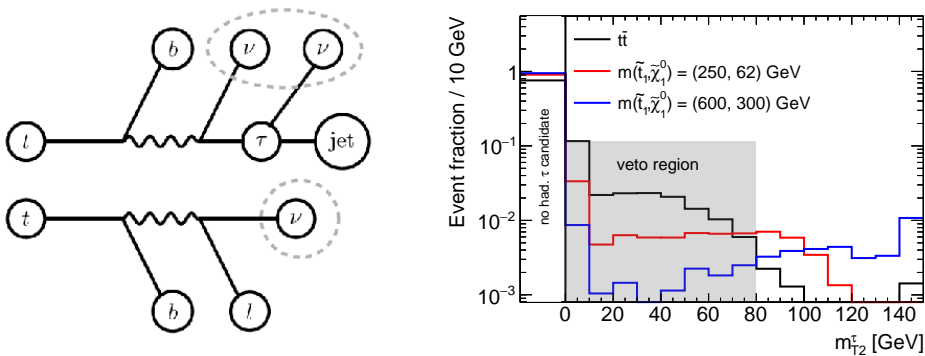 b ν ν
t τ jet
t ν
b l
Event fraction / 10 GeV
1
10⁻¹
10⁻²
10⁻³
no had. τ candidate
tt̄
m(t̃₁,χ̃₁⁰) = (250, 62) GeV
m(t̃₁,χ̃₁⁰) = (600, 300) GeV
veto region
0 20 40 60 80 100 120 140
m_T2^τ [GeV]